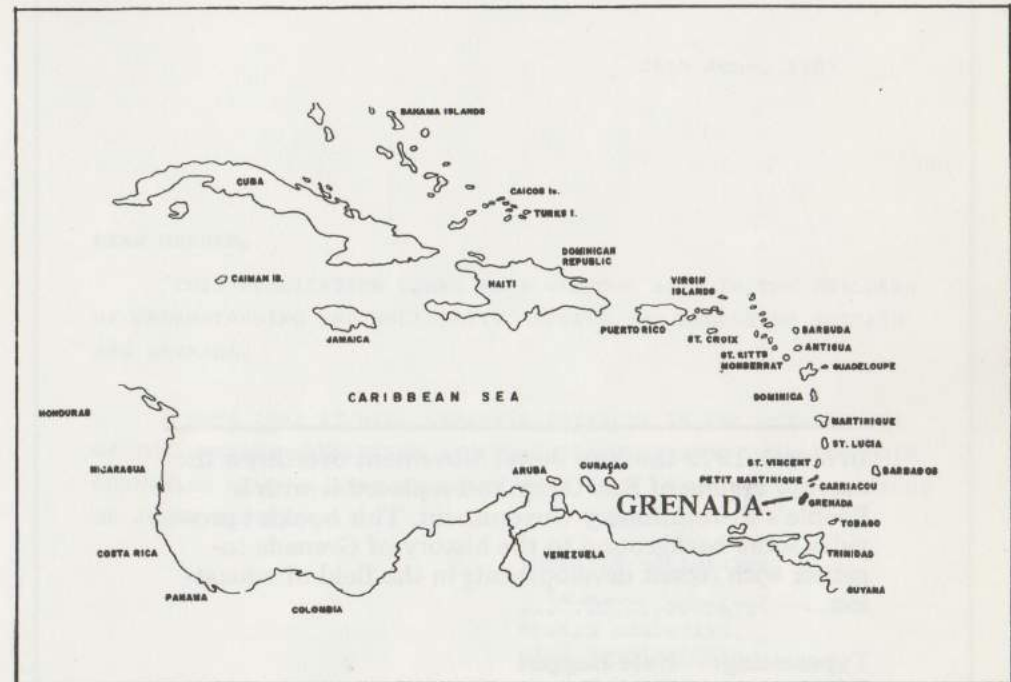 BAHAMA ISLANDS
CUBA
CAICOS Is.
TURKS I.
DOMINICAN
REPUBLIC
CAIMAN IS.
HAITI
VIRGIN
ISLANDS
JAMAICA
PUERTO RICO
ST. CROIX
BARBUDA
ANTIGUA
ST. KITTS
MONBERRAT
GUADELOUPE
CARIBBEAN SEA
DOMINICA
HONDURAS
MARTINIQUE
ST. LUCIA
NIJARAGUA
ARUBA
CURAÇAO
ST. VINCENT
BARBADOS
PETIT MARTINIQUE
CARRIACOU
GRENADA.
GRENADA
TOBAGO
COSTA RICA
VENEZUELA
TRINIDAD
PANAMA
COLOMBIA
GUYANA